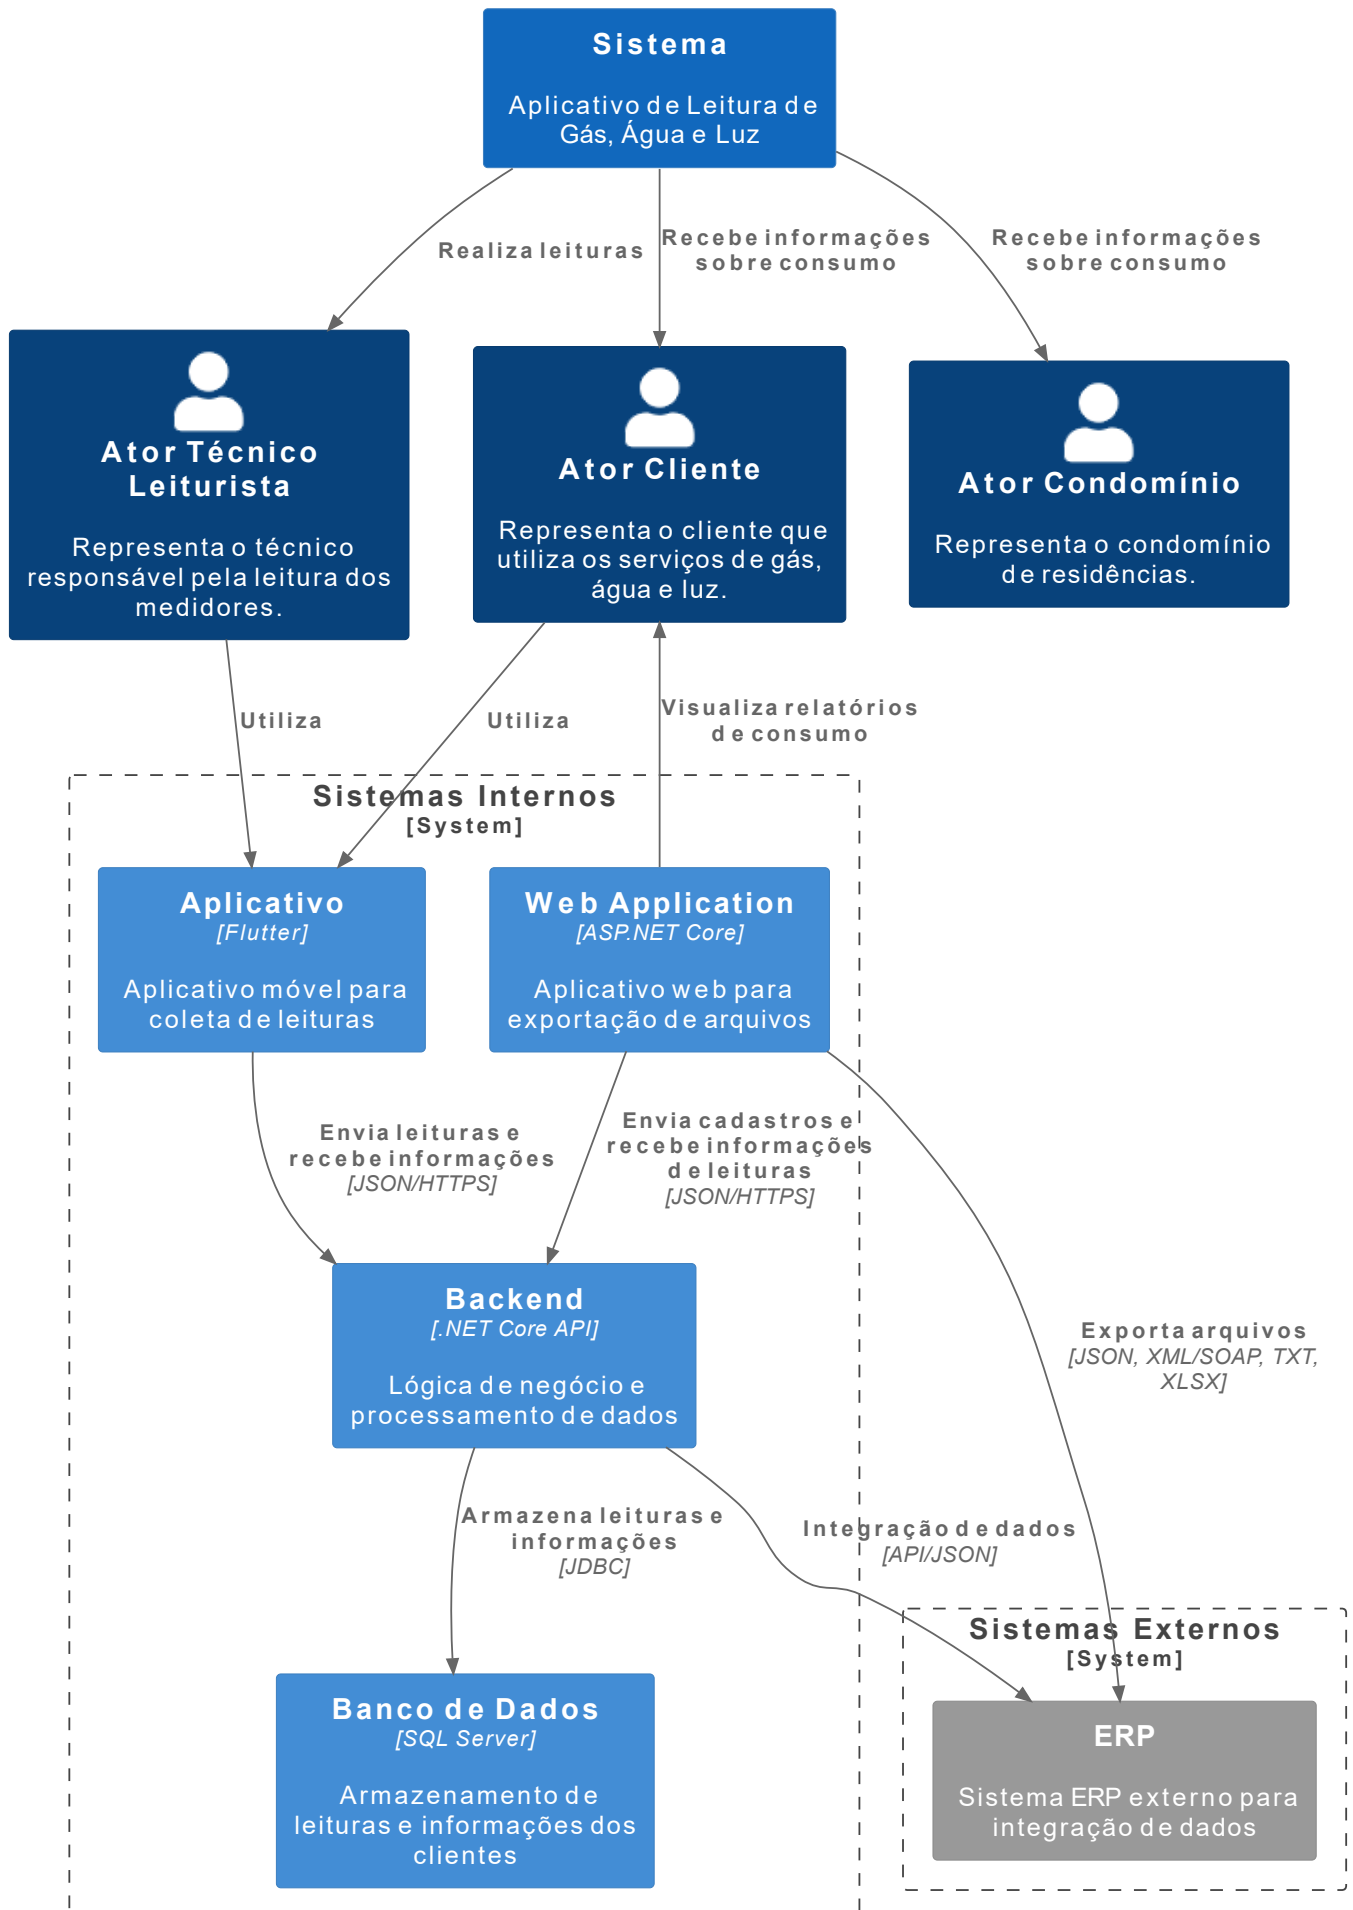 Sistema
Aplicativo de Leitura de
Gás, Água e Luz
Realiza leituras
Recebe informações
sobre consumo
Recebe informações
sobre consumo
Ator Técnico
Leiturista
Representa o técnico
responsável pela leitura dos
medidores.
Ator Cliente
Representa o cliente que
utiliza os serviços de gás,
água e luz.
Ator Condomínio
Representa o condomínio
de residências.
Utiliza
Utiliza
Visualiza relatórios
de consumo
Sistemas Internos
[System]
Aplicativo
[Flutter]
Aplicativo móvel para
coleta de leituras
Web Application
[ASP.NET Core]
Aplicativo web para
exportação de arquivos
Envia leituras e
recebe informações
[JSON/HTTPS]
Envia cadastros e
recebe informações
de leituras
[JSON/HTTPS]
Backend
[.NET Core API]
Lógica de negócio e
processamento de dados
Exporta arquivos
[JSON, XML/SOAP, TXT,
XLSX]
Armazena leituras e
informações
[JDBC]
Integração de dados
[API/JSON]
Sistemas Externos
[System]
Banco de Dados
[SQL Server]
Armazenamento de
leituras e informações dos
clientes
ERP
Sistema ERP externo para
integração de dados